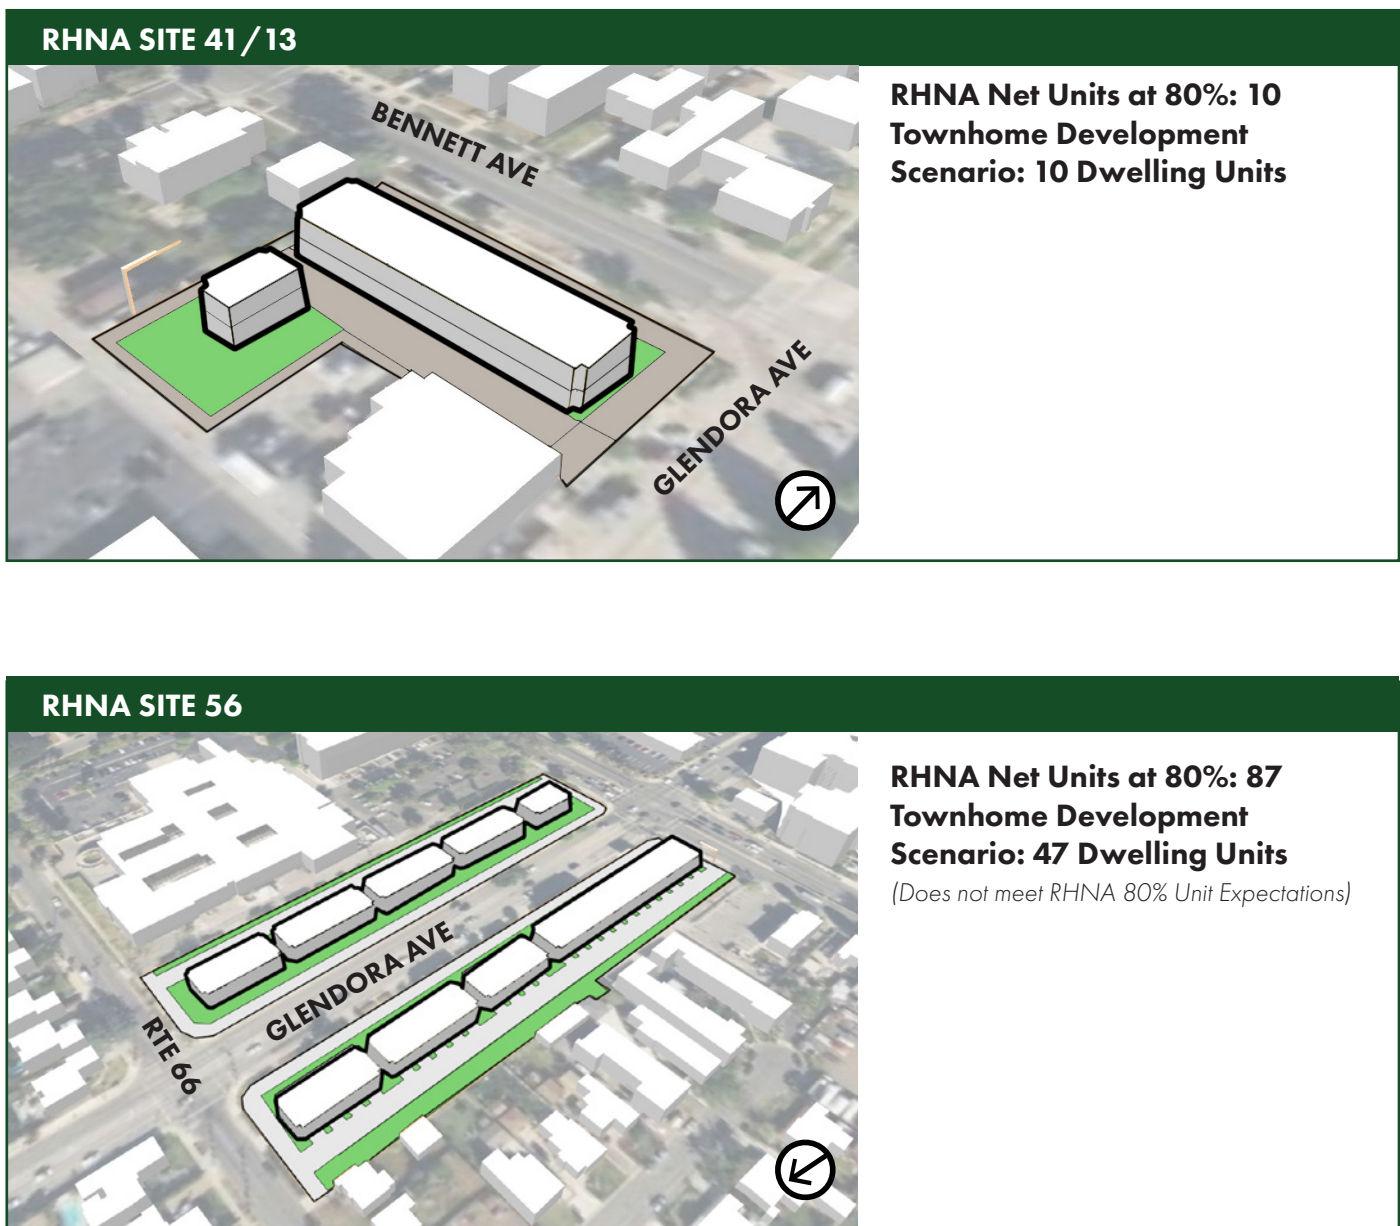 RHNA SITE 41/13
BENNETT AVE
GLENDORA AVE
RHNA Net Units at 80%: 10
Townhome Development
Scenario: 10 Dwelling Units
RHNA SITE 56
GLENDORA AVE
RTE 66
RHNA Net Units at 80%: 87
Townhome Development
Scenario: 47 Dwelling Units
(Does not meet RHNA 80% Unit Expectations)